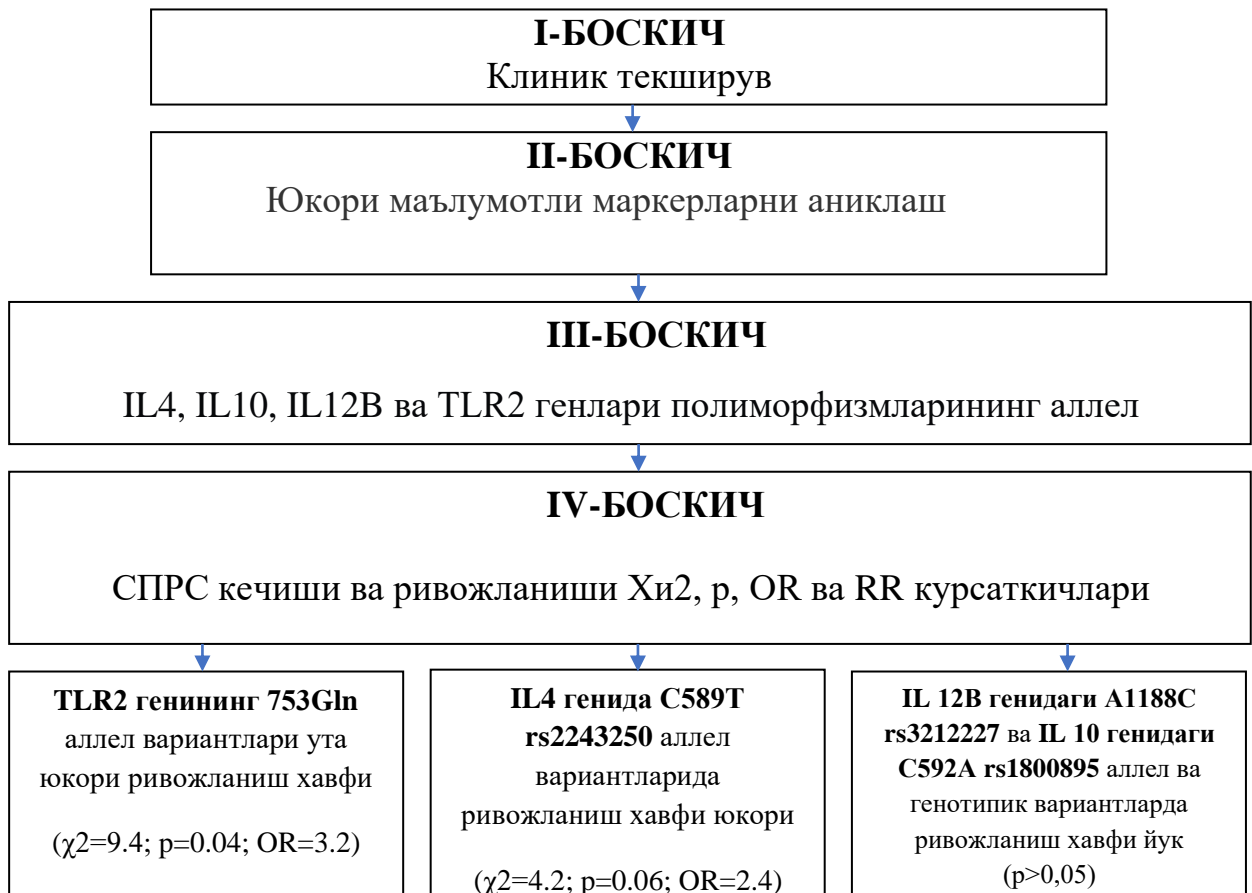 I-БОСКИЧ
Клиник текширув
II-БОСКИЧ
Юкори маълумотли маркерларни аниклаш
III-БОСКИЧ
IL4, IL10, IL12B ва TLR2 генлари полиморфизмларининг аллел
IV-БОСКИЧ
СПРС кечиши ва ривожланиши Хи2, р, OR ва RR курсаткичлари
TLR2 генининг 753Gln
аллел вариантлари ута
юкори ривожланиш хавфи
(χ2=9.4; p=0.04; OR=3.2)
IL4 генида C589T
rs2243250 аллел
вариантларида
ривожланиш хавфи юкори
(χ2=4.2; p=0.06; OR=2.4)
IL 12B генидаги A1188C
rs3212227 ва IL 10 генидаги
C592A rs1800895 аллел ва
генотипик вариантларда
ривожланиш хавфи йук
(p>0,05)